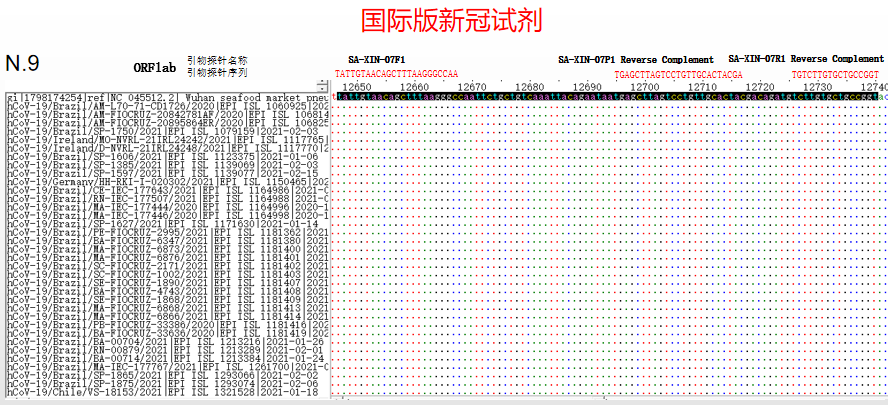 国际版新冠试剂
N.9
ORF1ab
引物探针名称
引物探针序列
SA-XIN-07F1
SA-XIN-07P1 Reverse Complement
SA-XIN-07R1 Reverse Complement
TATTGTAACAGCTTTAAGGGCCAA
TGAGCTTAGTCCTGTTGCACTACGA
TGTCTTGTGCTGCCGGT
12650 12660 12670 12680 12690 12700 12710 12720 12730 12740
gi|1798174254|ref|NC_045512.2| Wuhan seafood market pneu
hCoV-19/Brazil/AM-L70-71-CD1726/2020|EPI_ISL_1060925|202
hCoV-19/Brazil/AM-FIOCRUZ-20842781AF/2020|EPI_ISL_106814
hCoV-19/Brazil/AM-FIOCRUZ-20895864ER/2020|EPI_ISL_106825
hCoV-19/Brazil/SP-1750/2021|EPI_ISL_1079159|2021-02-03
hCoV-19/Ireland/MO-NVRL-21IRL24242/2021|EPI_ISL_1117765|
hCoV-19/Ireland/D-NVRL-21IRL24248/2021|EPI_ISL_1117770|2
hCoV-19/Brazil/SP-1606/2021|EPI_ISL_1123375|2021-01-06
hCoV-19/Brazil/SP-1385/2021|EPI_ISL_1139069|2021-02-03
hCoV-19/Brazil/SP-1597/2021|EPI_ISL_1139077|2021-02-15
hCoV-19/Germany/HH-RKI-I-020302/2021|EPI_ISL_1150465|202
hCoV-19/Brazil/CE-IEC-177643/2021|EPI_ISL_1164986|2021-0
hCoV-19/Brazil/RN-IEC-177507/2021|EPI_ISL_1164988|2021-0
hCoV-19/Brazil/MA-IEC-177444/2020|EPI_ISL_1164996|2020-1
hCoV-19/Brazil/MA-IEC-177446/2020|EPI_ISL_1164998|2020-1
hCoV-19/Brazil/SP-1627/2021|EPI_ISL_1171630|2021-01-14
hCoV-19/Brazil/PE-FIOCRUZ-2995/2021|EPI_ISL_1181362|2021
hCoV-19/Brazil/BA-FIOCRUZ-6347/2021|EPI_ISL_1181380|2021
hCoV-19/Brazil/MA-FIOCRUZ-6873/2021|EPI_ISL_1181400|2021
hCoV-19/Brazil/MA-FIOCRUZ-6876/2021|EPI_ISL_1181401|2021
hCoV-19/Brazil/SC-FIOCRUZ-2171/2021|EPI_ISL_1181402|2021
hCoV-19/Brazil/SC-FIOCRUZ-1002/2021|EPI_ISL_1181403|2021
hCoV-19/Brazil/SE-FIOCRUZ-1890/2021|EPI_ISL_1181407|2021
hCoV-19/Brazil/BA-FIOCRUZ-4743/2021|EPI_ISL_1181408|2021
hCoV-19/Brazil/SE-FIOCRUZ-1868/2021|EPI_ISL_1181409|2021
hCoV-19/Brazil/MA-FIOCRUZ-6868/2021|EPI_ISL_1181413|2021
hCoV-19/Brazil/MA-FIOCRUZ-6866/2021|EPI_ISL_1181414|2021
hCoV-19/Brazil/PB-FIOCRUZ-33386/2020|EPI_ISL_1181416|202
hCoV-19/Brazil/BA-FIOCRUZ-33636/2020|EPI_ISL_1181419|202
hCoV-19/Brazil/BA-00704/2021|EPI_ISL_1213216|2021-01-26
hCoV-19/Brazil/RN-00879/2021|EPI_ISL_1213289|2021-02-01
hCoV-19/Brazil/BA-00714/2021|EPI_ISL_1213384|2021-01-24
hCoV-19/Brazil/MA-IEC-177767/2021|EPI_ISL_1261700|2021-0
hCoV-19/Brazil/SP-1865/2021|EPI_ISL_1293066|2021-02-02
hCoV-19/Brazil/SP-1875/2021|EPI_ISL_1293074|2021-02-06
hCoV-19/Chile/VS-18153/2021|EPI_ISL_1321528|2021-01-18